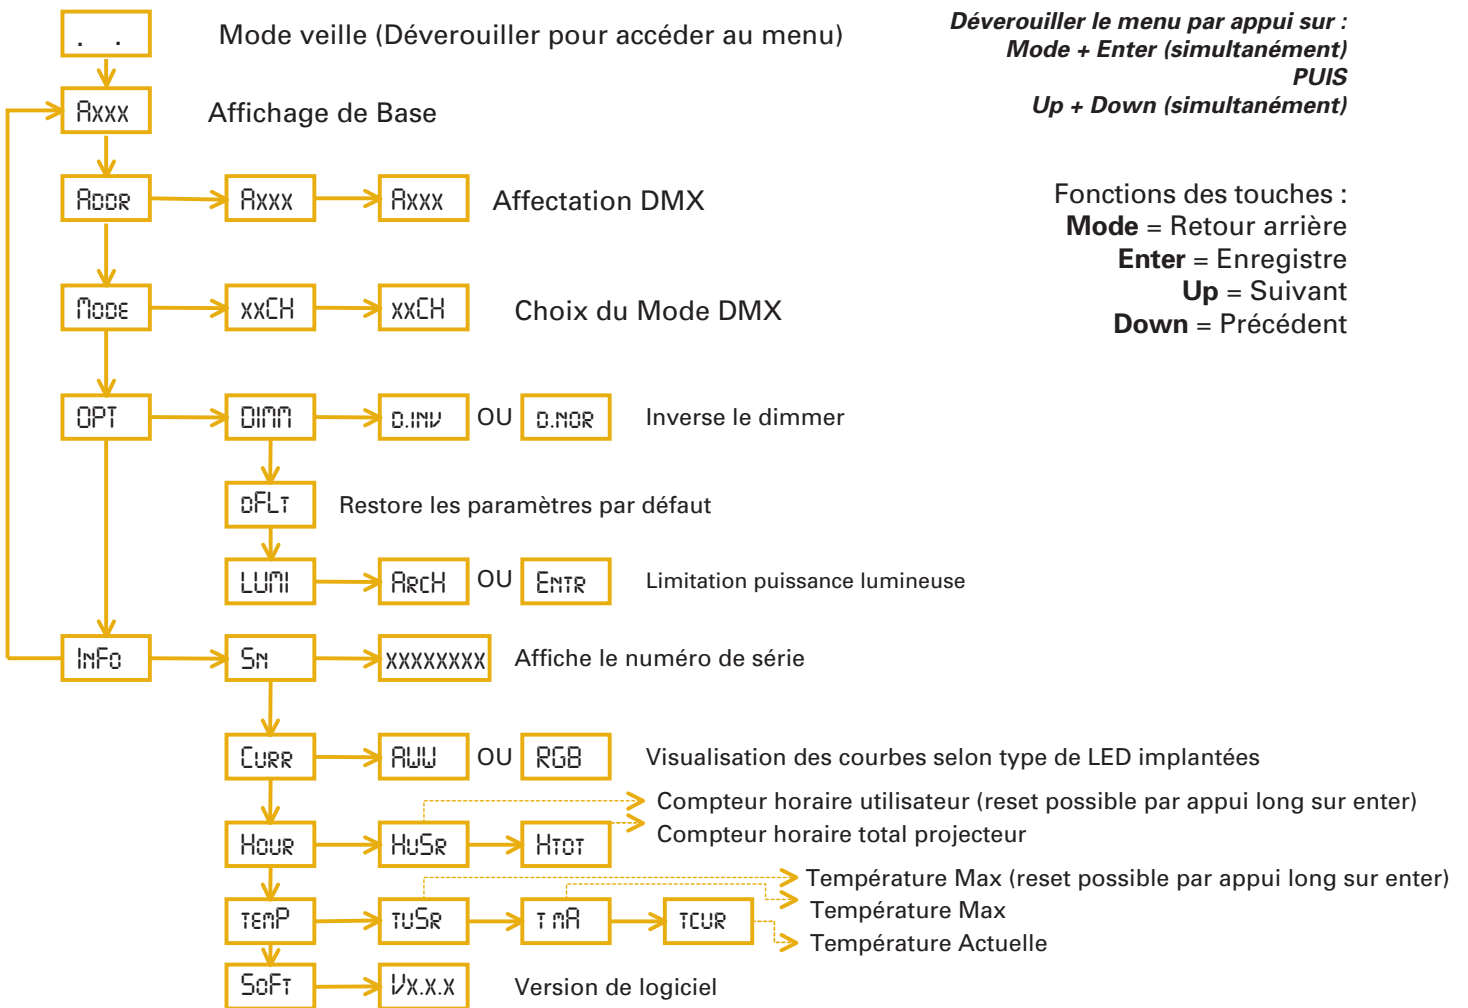 . .
Mode veille (Déverouiller pour accéder au menu)
Déverouiller le menu par appui sur :
Mode + Enter (simultanément)
PUIS
Up + Down (simultanément)
Axxx
Affichage de Base
ADDR Axxx Axxx Affectation DMX
Fonctions des touches :
Mode = Retour arrière
Enter = Enregistre
Up = Suivant
Down = Précédent
MODE xxCH xxCH Choix du Mode DMX
OPT DIMM D.INV OU D.NOR Inverse le dimmer
DFLT Restore les paramètres par défaut
LUMI ARCH OU ENTR Limitation puissance lumineuse
INFO SN XXXXXXXX Affiche le numéro de série
CURR AWW OU RGB Visualisation des courbes selon type de LED implantées
Compteur horaire utilisateur (reset possible par appui long sur enter)
HOUR HUSR HTOT Compteur horaire total projecteur
Température Max (reset possible par appui long sur enter)
TEMP TUSR T MA TCUR Température Max
Température Actuelle
SOFT VX.X.X Version de logiciel